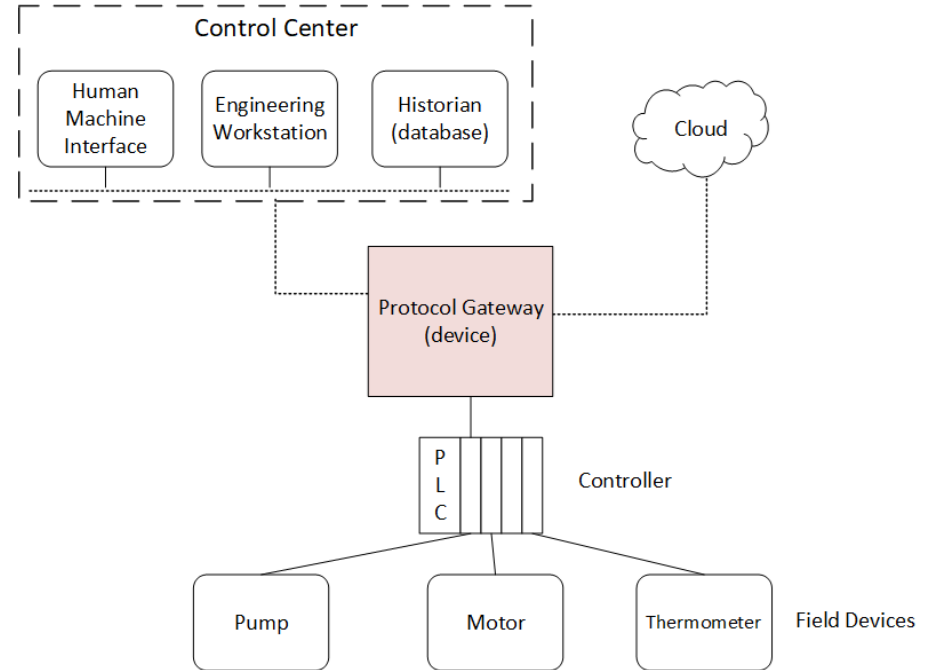 Control Center
Human
Machine
Interface
Engineering
Workstation
Historian
(database)
Cloud
Protocol Gateway
(device)
P
L
C
Controller
Pump
Motor
Thermometer
Field Devices